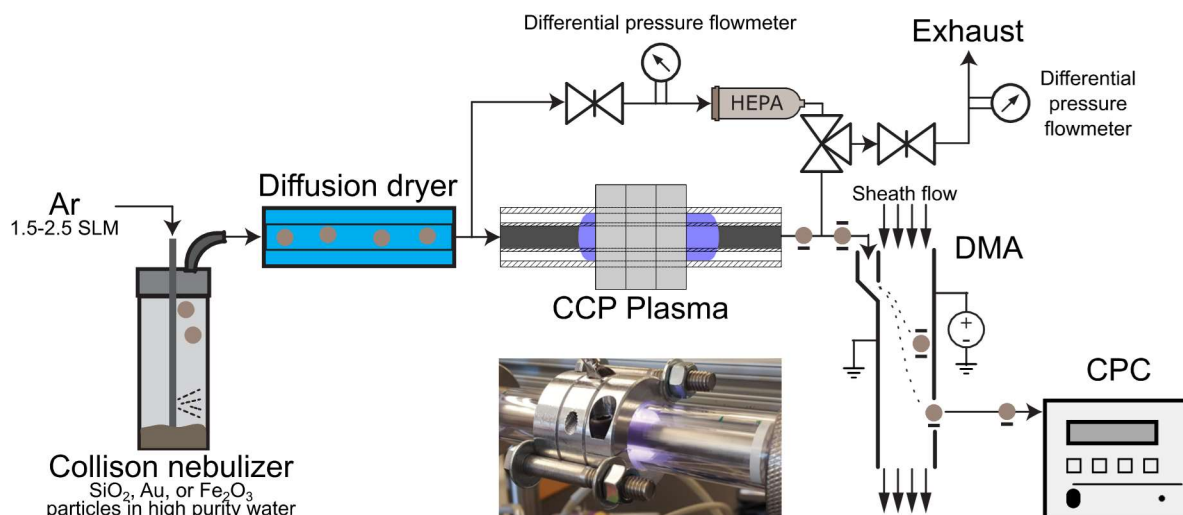 Differential pressure flowmeter
Exhaust
Differential
pressure
flowmeter
HEPA
Ar
1.5-2.5 SLM
Diffusion dryer
Sheath flow
DMA
CCP Plasma
+
-
CPC
Collison nebulizer
SiO₂, Au, or Fe₂O₃
particles in high purity water